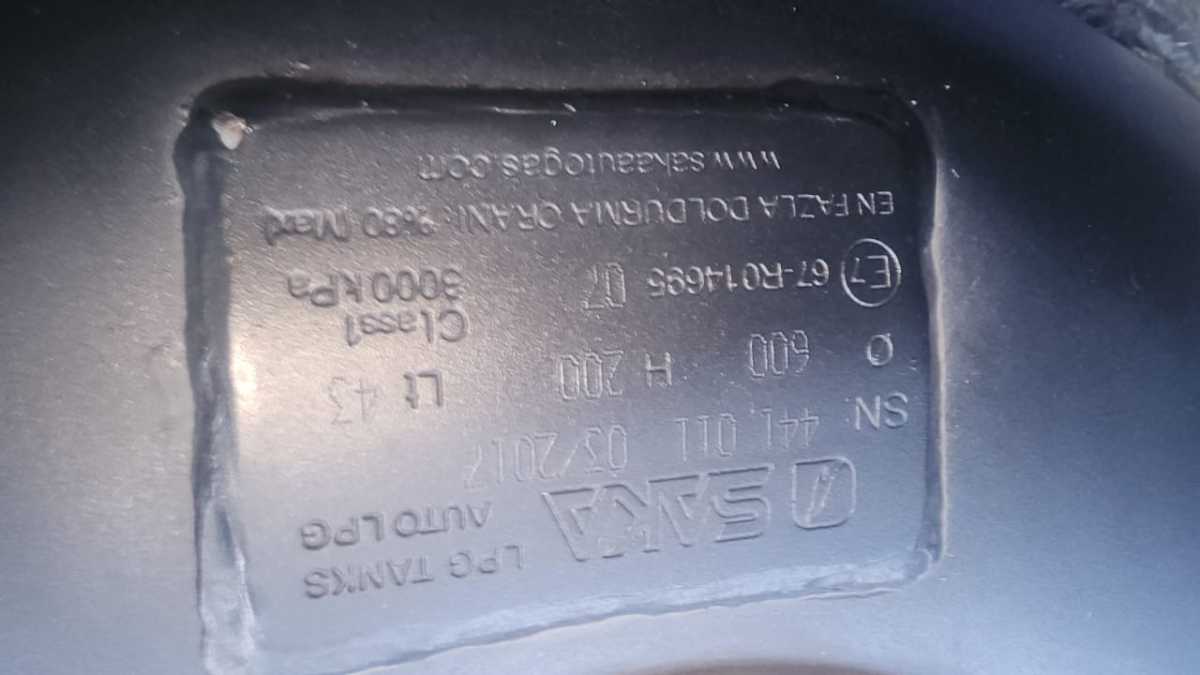 SAKA LPG TANKS
AUTO LPG
SN. 441 011 03/2017
Ø 600 H 200 Lt 43
E7 67-R014695 07 Class1
3000 kPa
EN FAZLA DOLDURMA ORANI: %80 Max
www.sakaautogas.com